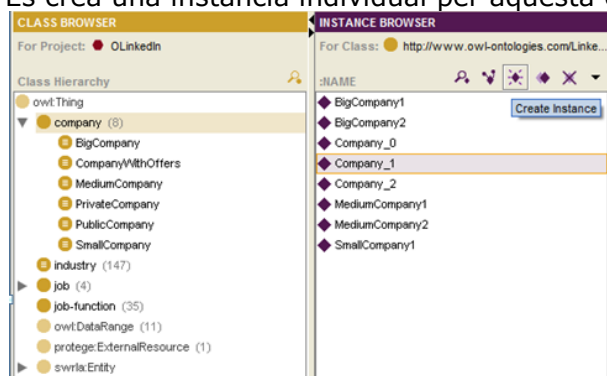 Es crea una instància individual per aquesta
CLASS BROWSER
For Project: OLinkedIn
Class Hierarchy
owl:Thing
company (8)
BigCompany
CompanyWithOffers
MediumCompany
PrivateCompany
PublicCompany
SmallCompany
industry (147)
job (4)
job-function (35)
owl:DataRange (11)
protege:ExternalResource (1)
swrla:Entity
INSTANCE BROWSER
For Class: http://www.owl-ontologies.com/Linke...
:NAME
Create Instance
BigCompany1
BigCompany2
Company_0
Company_1
Company_2
MediumCompany1
MediumCompany2
SmallCompany1